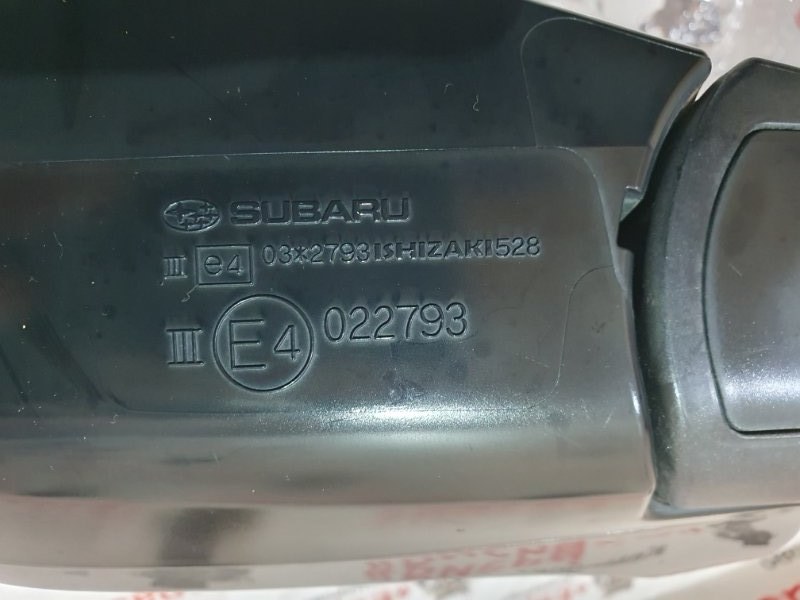 SUBARU
III e4 03*2793 ISHIZAKI 528
III E4 022793